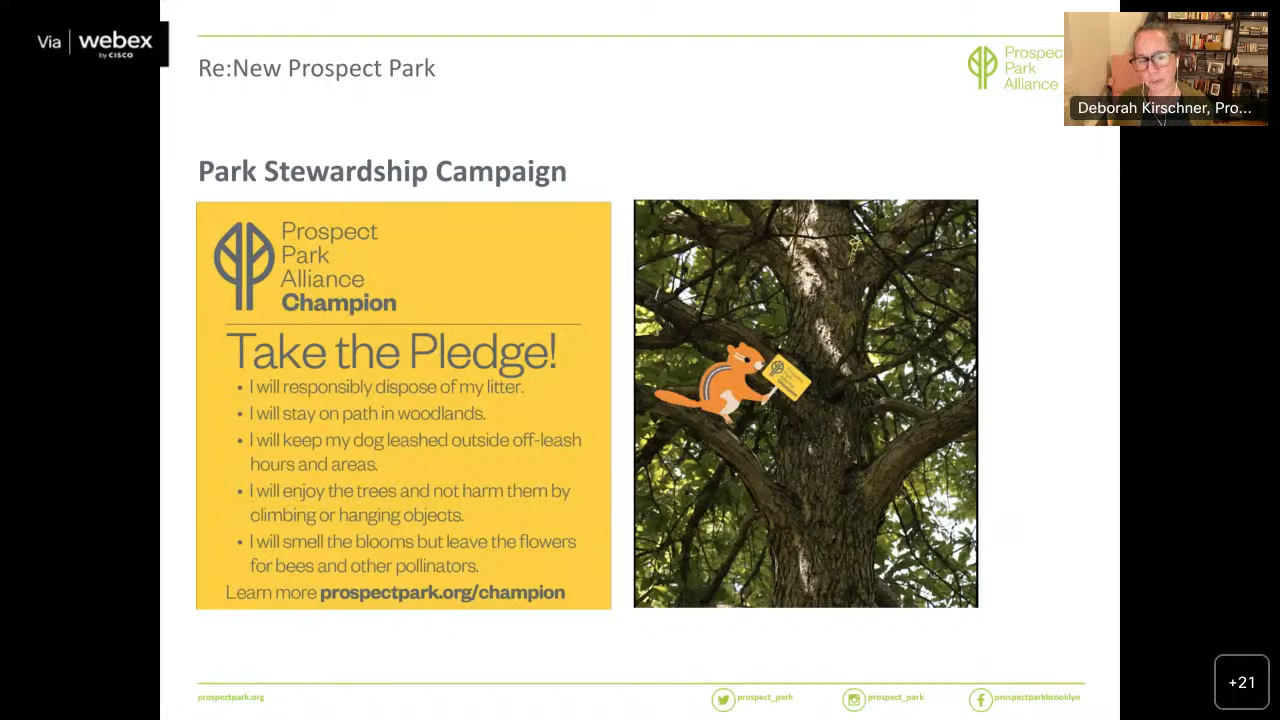 Via webex
by CISCO
Re:New Prospect Park
Prospect
Park
Alliance
Deborah Kirschner, Pro...
Park Stewardship Campaign
Prospect
Park
Alliance
Champion
Take the Pledge!
• I will responsibly dispose of my litter.
• I will stay on path in woodlands.
• I will keep my dog leashed outside off-leash
hours and areas.
• I will enjoy the trees and not harm them by
climbing or hanging objects.
• I will smell the blooms but leave the flowers
for bees and other pollinators.
Learn more prospectpark.org/champion
Prospect
Park
Alliance
Champion
prospectpark.org
prospect_park
prospect_park
prospectparkbrooklyn
+21